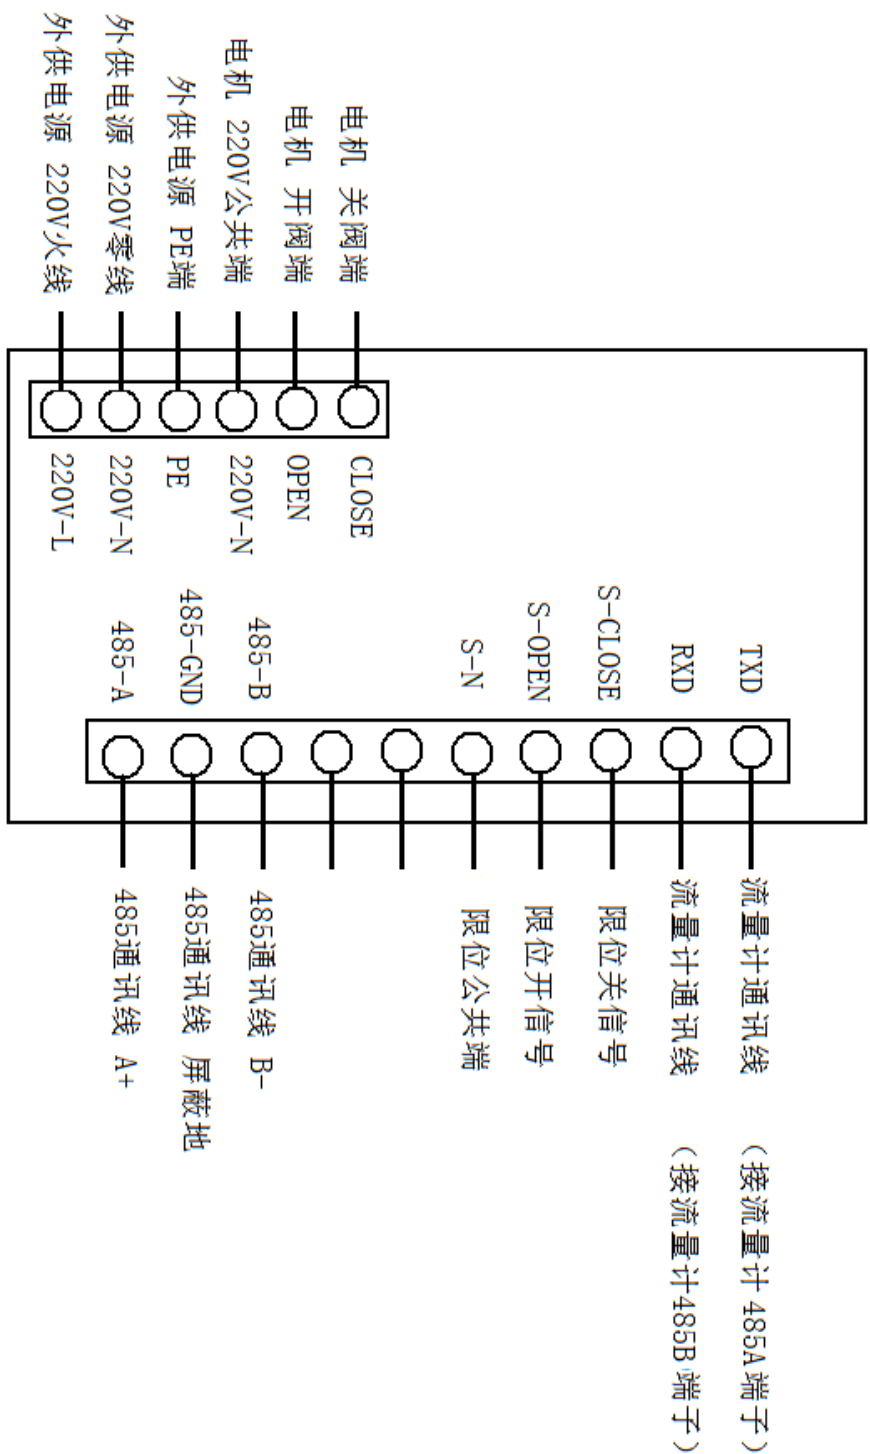 TXD
流量计通讯线 （接流量计485A端子）
RXD
流量计通讯线 （接流量计485B端子）
S-CLOSE
限位关信号
S-OPEN
限位开信号
S-N
限位公共端
电机 关阀端
CLOSE
电机 开阀端
OPEN
电机 220V公共端
220V-N
外供电源 PE端
PE
外供电源 220V零线
220V-N
外供电源 220V火线
220V-L
485-B
485通讯线 B-
485-GND
485通讯线 屏蔽地
485-A
485通讯线 A+